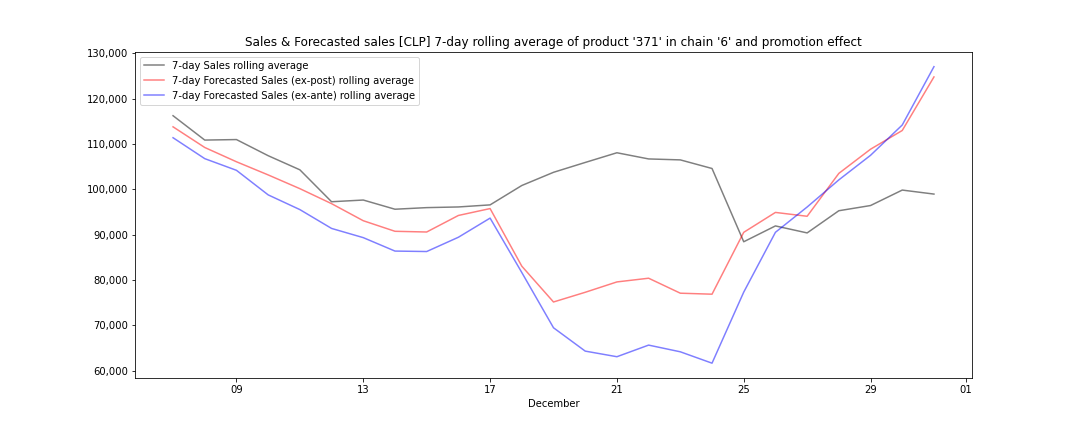 Sales & Forecasted sales [CLP] 7-day rolling average of product '371' in chain '6' and promotion effect
130,000
120,000
110,000
100,000
90,000
80,000
70,000
60,000
7-day Sales rolling average
7-day Forecasted Sales (ex-post) rolling average
7-day Forecasted Sales (ex-ante) rolling average
09 13 17 21 25 29 01
December